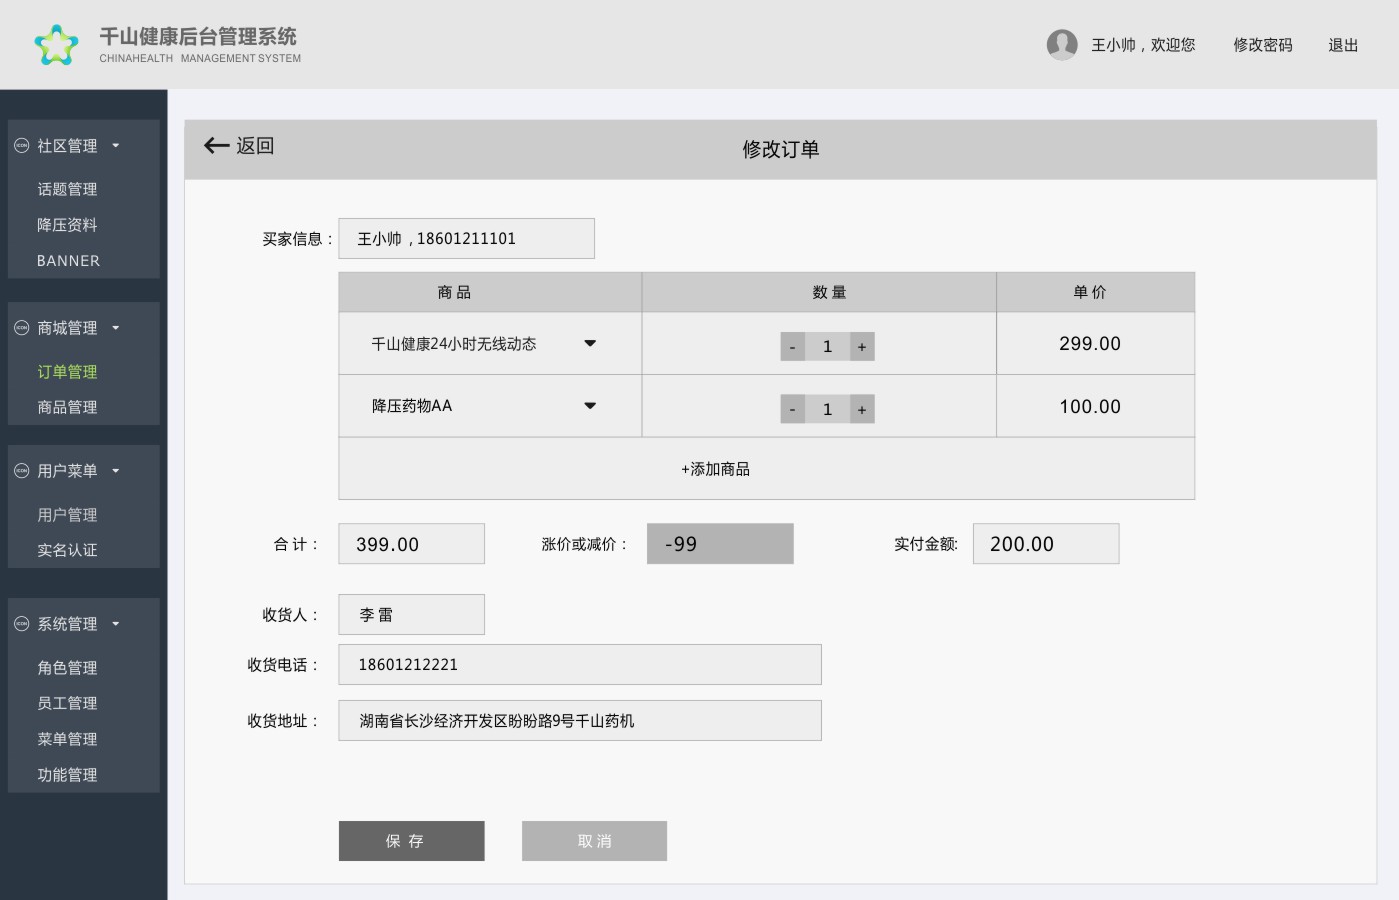 千山健康后台管理系统
CHINAHEALTH MANAGEMENT SYSTEM
王小帅，欢迎您 修改密码 退出
社区管理
话题管理
降压资料
BANNER
商城管理
订单管理
商品管理
用户菜单
用户管理
实名认证
系统管理
角色管理
员工管理
菜单管理
功能管理
返回
修改订单
买家信息： 王小帅 , 18601211101
商 品 数 量 单 价
千山健康24小时无线动态 - 1 + 299.00
降压药物AA - 1 + 100.00
+添加商品
合 计： 399.00 涨价或减价： -99 实付金额: 200.00
收货人： 李 雷
收货电话： 18601212221
收货地址： 湖南省长沙经济开发区盼盼路9号千山药机
保 存 取 消